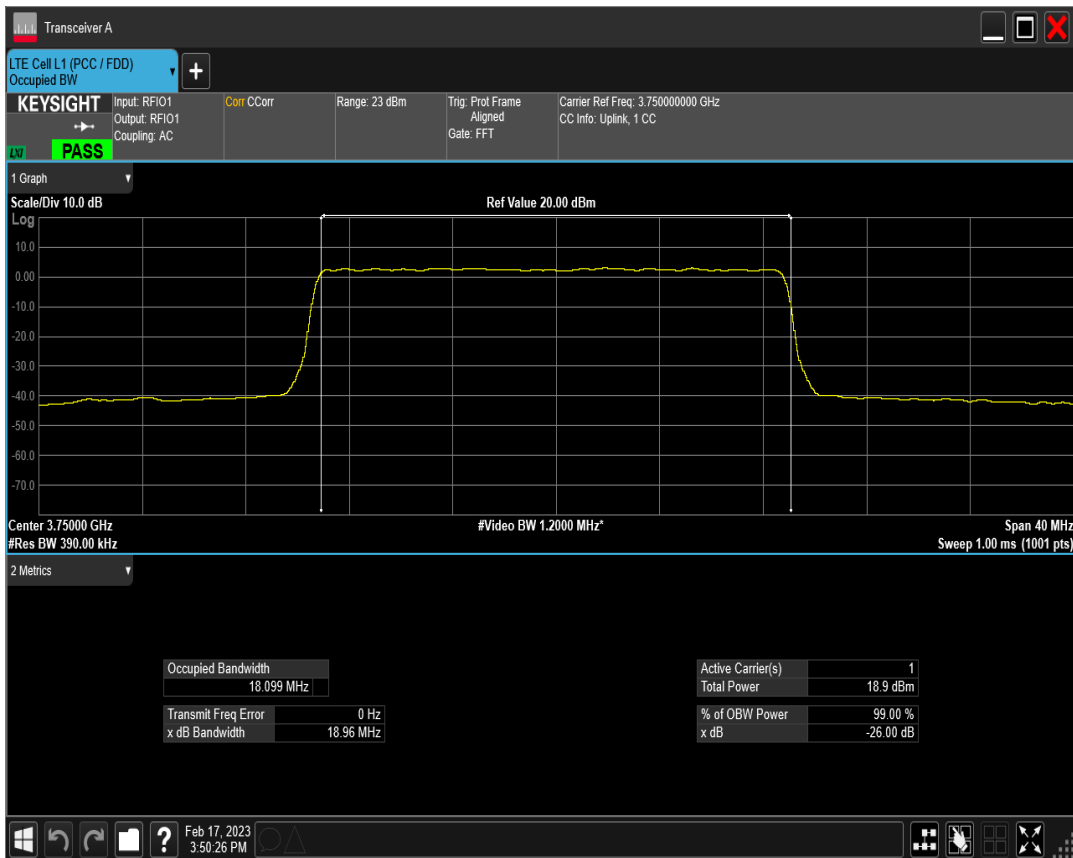 Transceiver A
LTE Cell L1 (PCC / FDD)
Occupied BW
KEYSIGHT
LXI
PASS
Input: RFIO1
Output: RFIO1
Coupling: AC
Corr CCorr
Range: 23 dBm
Trig: Prot Frame
Aligned
Gate: FFT
Carrier Ref Freq: 3.750000000 GHz
CC Info: Uplink, 1 CC
1 Graph
Scale/Div 10.0 dB
Ref Value 20.00 dBm
Log
10.0
0.00
-10.0
-20.0
-30.0
-40.0
-50.0
-60.0
-70.0
Center 3.75000 GHz
#Video BW 1.2000 MHz*
Span 40 MHz
#Res BW 390.00 kHz
Sweep 1.00 ms (1001 pts)
2 Metrics
Occupied Bandwidth
18.099 MHz
Transmit Freq Error 0 Hz
x dB Bandwidth 18.96 MHz
Active Carrier(s) 1
Total Power 18.9 dBm
% of OBW Power 99.00 %
x dB -26.00 dB
?
Feb 17, 2023
3:50:26 PM